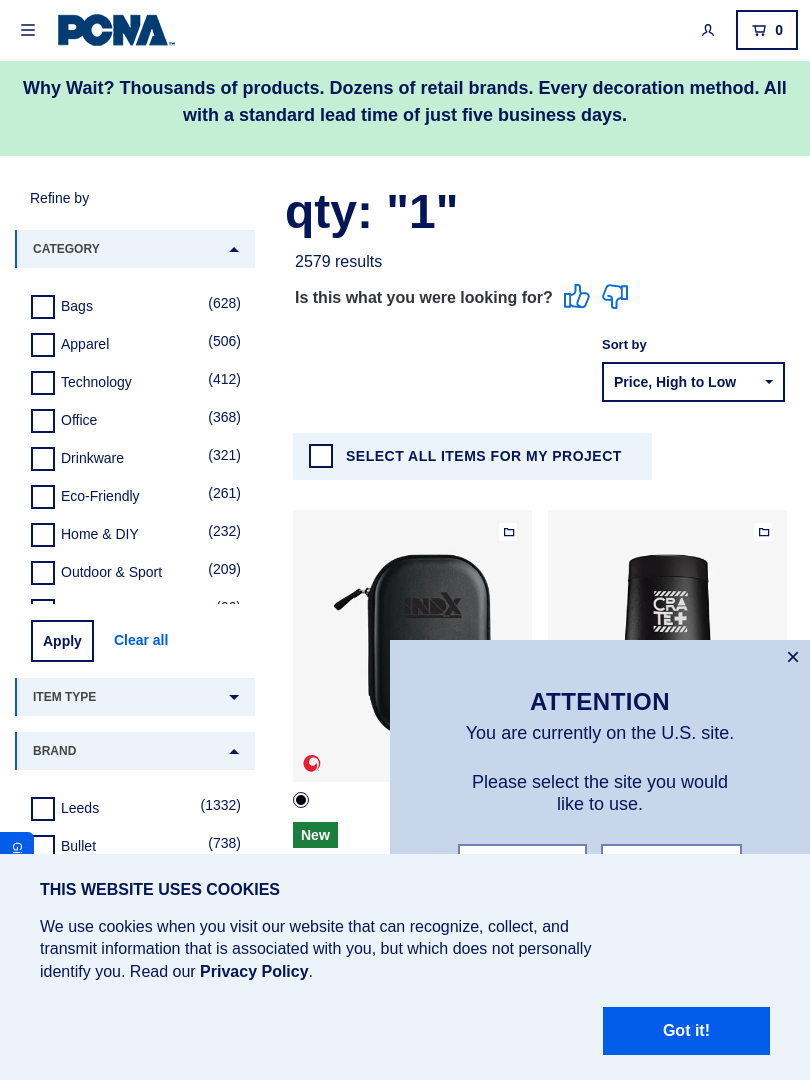 PCNA
0
Why Wait? Thousands of products. Dozens of retail brands. Every decoration method. All
with a standard lead time of just five business days.
Refine by
qty: "1"
2579 results
Is this what you were looking for?
Sort by
Price, High to Low
SELECT ALL ITEMS FOR MY PROJECT
CATEGORY
Bags (628)
Apparel (506)
Technology (412)
Office (368)
Drinkware (321)
Eco-Friendly (261)
Home & DIY (232)
Outdoor & Sport (209)
Apply
Clear all
ITEM TYPE
BRAND
Leeds (1332)
Bullet (738)
INDX
CRA
TE+
New
×
ATTENTION
You are currently on the U.S. site.
Please select the site you would
like to use.
THIS WEBSITE USES COOKIES
We use cookies when you visit our website that can recognize, collect, and
transmit information that is associated with you, but which does not personally
identify you. Read our Privacy Policy.
Got it!